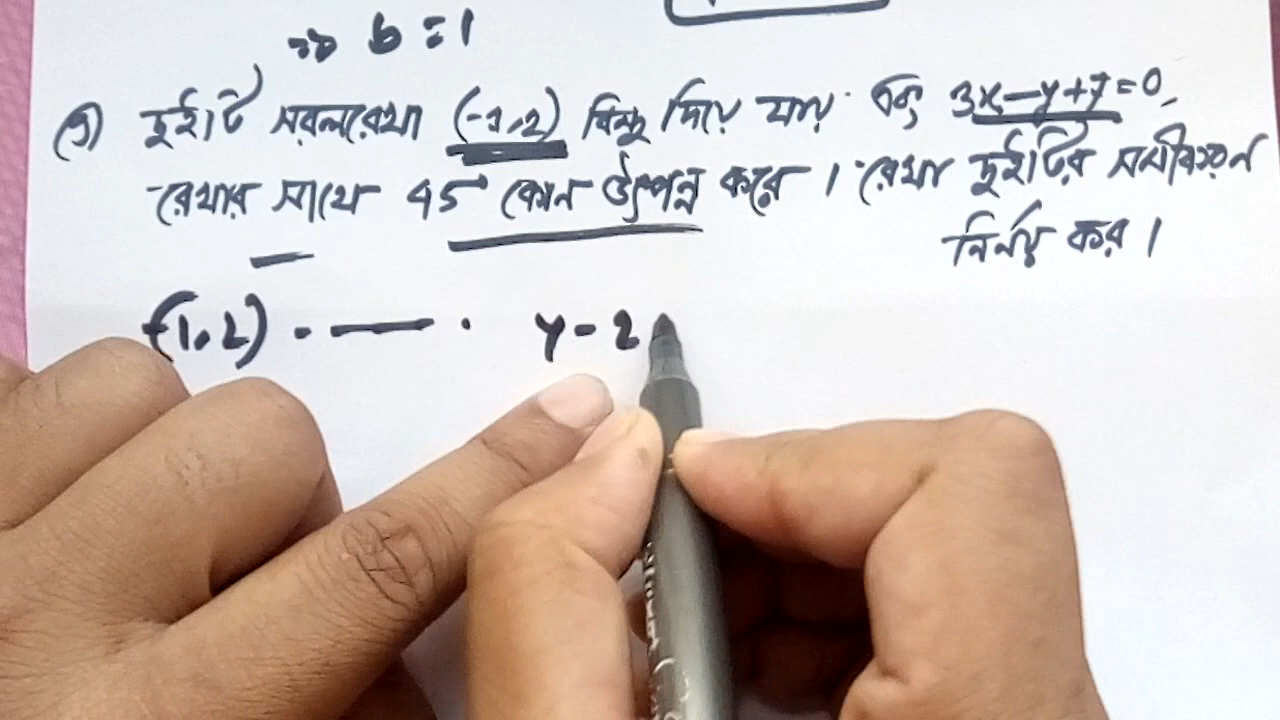 ⇒ b = 1
(৩) দুইটি সরলরেখা (-1,2) বিন্দু দিয়ে যায় এবং 3x-y+7=0,
রেখার সাথে 45° কোন উৎপন্ন করে । রেখা দুইটির সমীকরণ
নির্নয় কর ।
(-1,2) . — . y-2